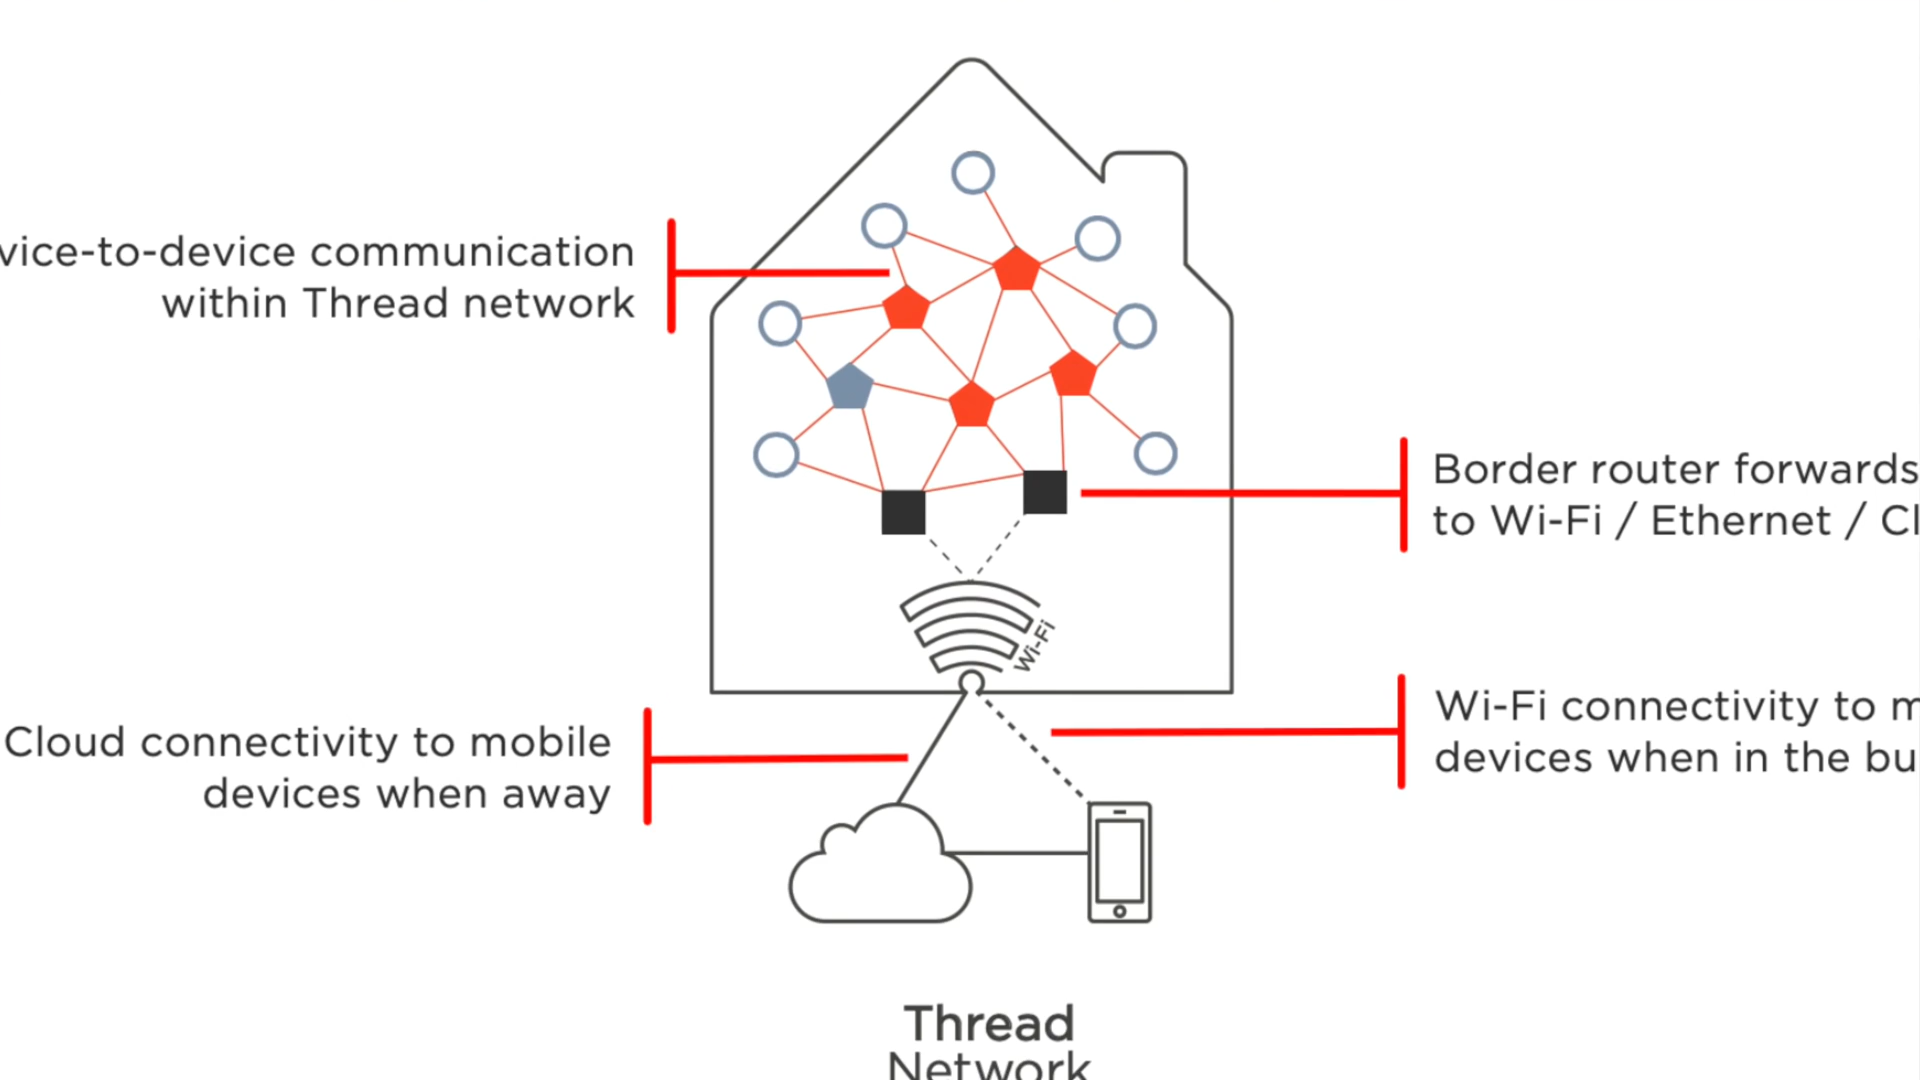 vice-to-device communication
within Thread network
Border router forwards
to Wi-Fi / Ethernet / Cl
Wi-Fi
Cloud connectivity to mobile
devices when away
Wi-Fi connectivity to m
devices when in the bu
Thread
Network